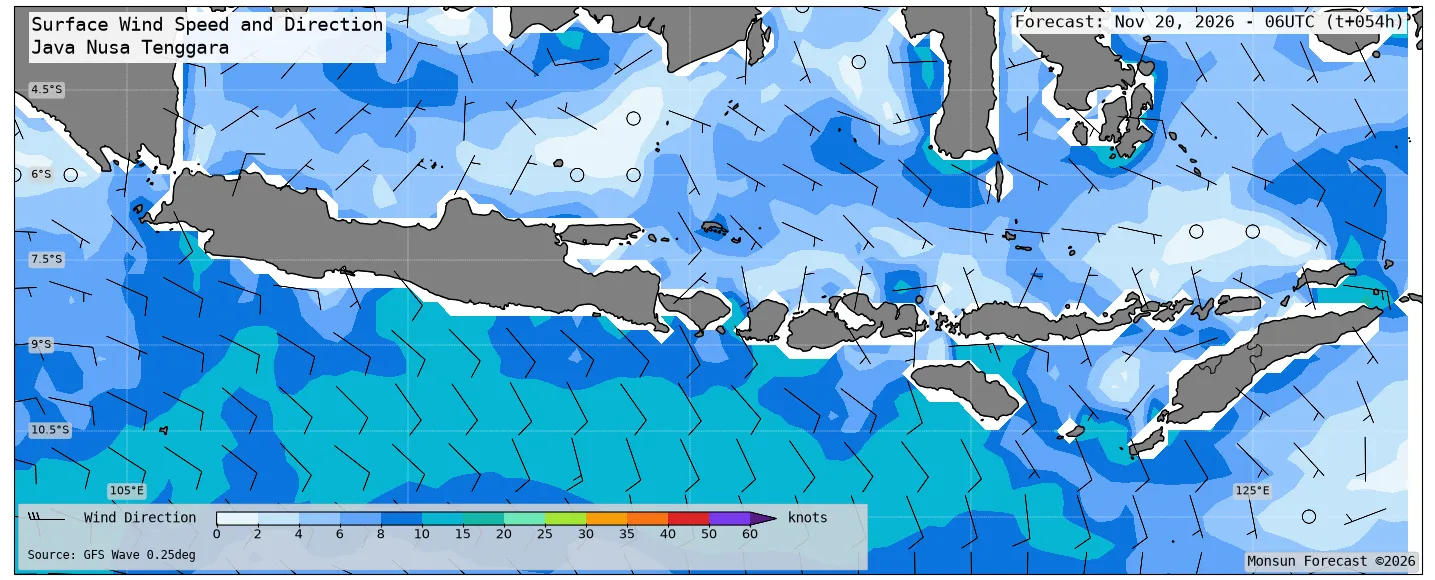 Surface Wind Speed and Direction
Java Nusa Tenggara
Forecast: Nov 20, 2026 - 06UTC (t+054h)
4.5°S
6°S
7.5°S
9°S
10.5°S
105°E
125°E
Wind Direction
0 2 4 6 8 10 15 20 25 30 35 40 50 60
knots
Source: GFS Wave 0.25deg
Monsun Forecast ©2026